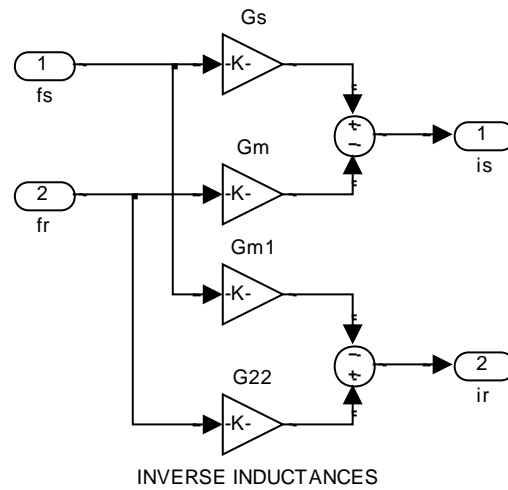 Gs
1
-K-
fs
+
−
1
is
Gm
2
-K-
fr
Gm1
-K-
−
+
2
ir
G22
-K-
INVERSE INDUCTANCES